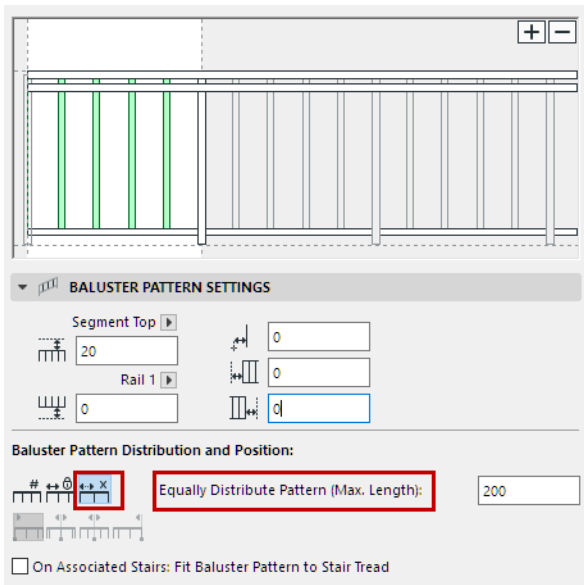 BALUSTER PATTERN SETTINGS
Segment Top
20
0
Rail 1
0
0
0
Baluster Pattern Distribution and Position:
#
x
Equally Distribute Pattern (Max. Length):
200
On Associated Stairs: Fit Baluster Pattern to Stair Tread